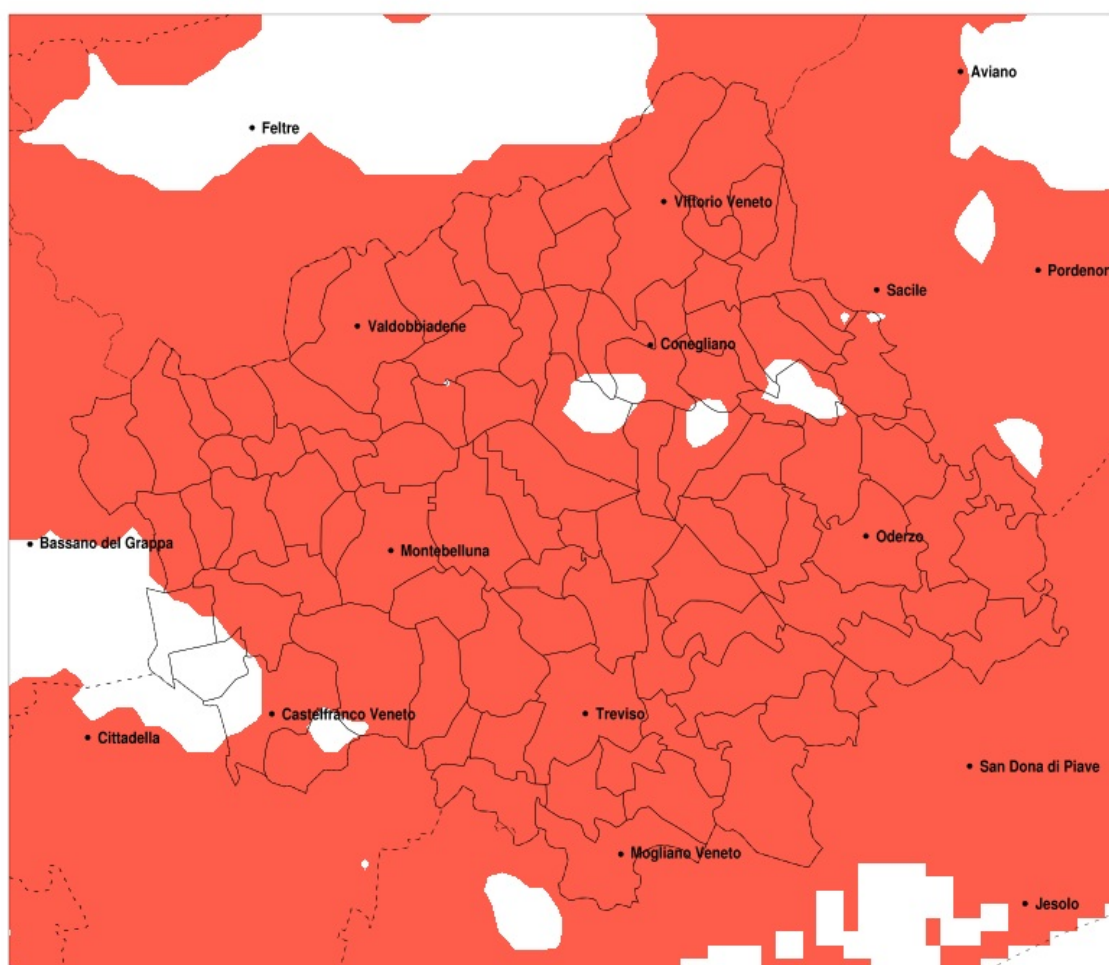 Aviano
Feltre
Vittorio Veneto
Pordenor
Sacile
Valdobbiadene
Conegliano
Oderzo
Bassano del Grappa
Montebelluna
Castelfranco Veneto
Treviso
Cittadella
San Dona di Piave
Mogliano Veneto
Jesolo